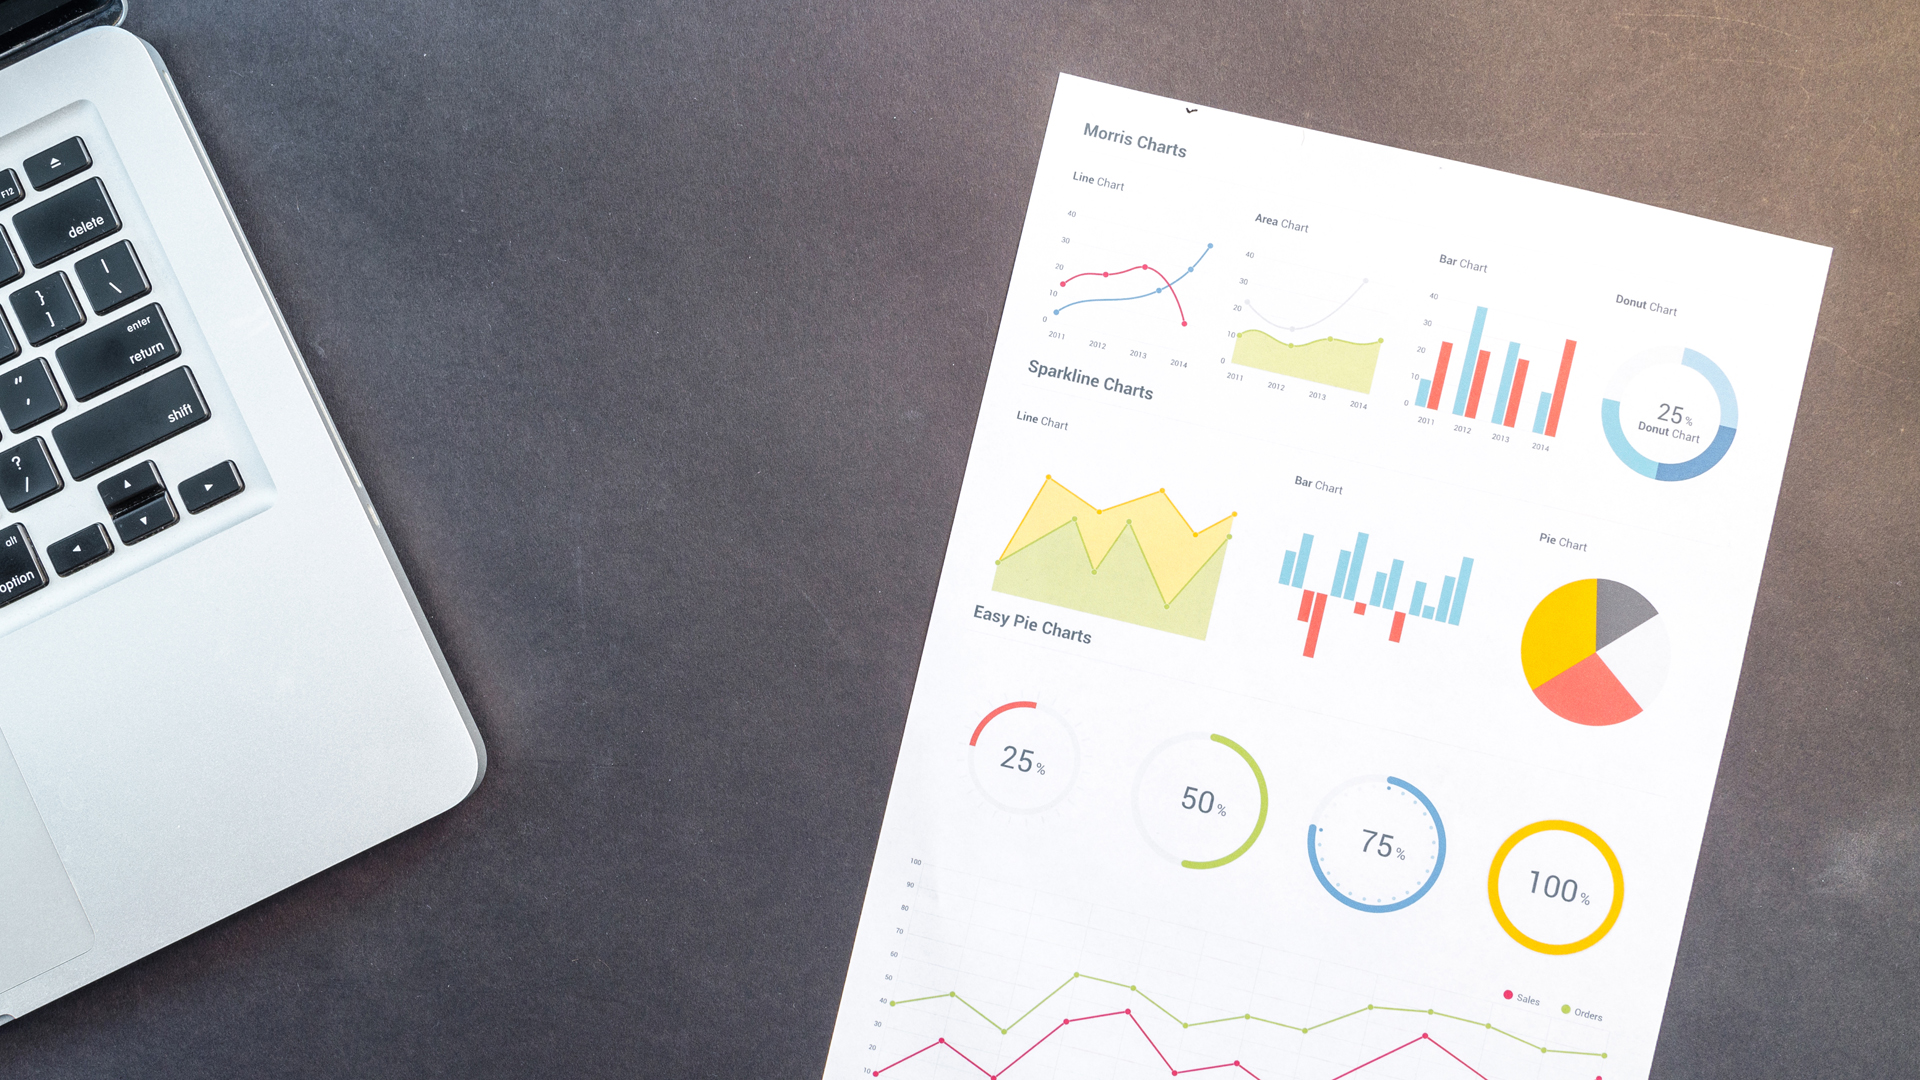 F12
delete
}
]
|
\
enter
return
"
'
shift
?
/
alt
option
Morris Charts
Line Chart
40
30
20
10
0
2011
2012
2013
2014
Area Chart
40
30
20
10
0
2011
2012
2013
2014
Bar Chart
40
30
20
10
0
2011
2012
2013
2014
Donut Chart
25%
Donut Chart
Sparkline Charts
Line Chart
Bar Chart
Pie Chart
Easy Pie Charts
25%
50%
75%
100%
100
90
80
70
60
50
40
30
20
10
Sales
Orders